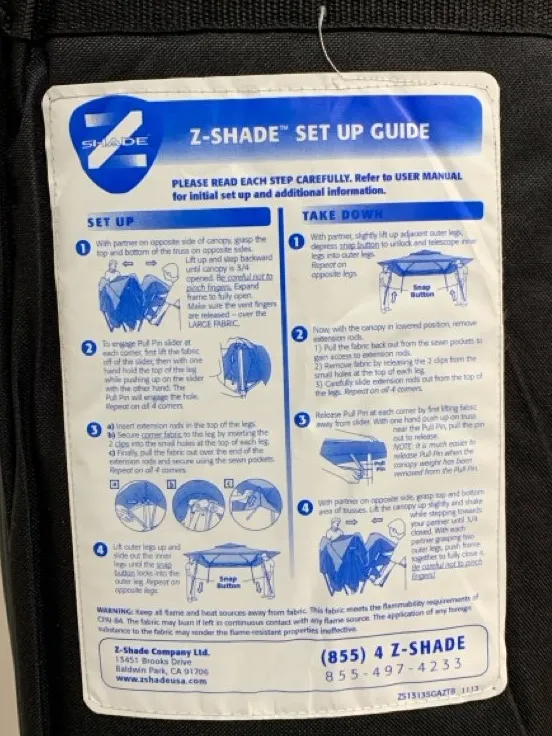 Z
SHADE
Z-SHADE™ SET UP GUIDE
PLEASE READ EACH STEP CAREFULLY. Refer to USER MANUAL
for initial set up and additional information.
SET UP
1 With partner on opposite side of canopy, grasp the
top and bottom of the truss on opposite sides.
Lift up and step backward
until canopy is 3/4
opened. Be careful not to
pinch fingers. Expand
frame to fully open.
Make sure the vent fingers
are released – over the
LARGE FABRIC.
2 To engage Pull Pin slider at
each corner, first lift the fabric
off of the slider, then with one
hand hold the top of the leg
while pushing up on the slider
with the other hand. The
Pull Pin will engage the hole.
Repeat on all 4 corners.
3 a) Insert extension rods in the top of the legs.
b) Secure corner fabric to the leg by inserting the
2 clips into the small holes at the top of each leg.
c) Finally, pull the fabric out over the end of the
extension rods and secure using the sewn pockets.
Repeat on all 4 corners.
a b c
4 Lift outer legs up and
slide out the inner
legs until the snap
button locks into the
outer leg. Repeat on
opposite legs.
Snap
Button
TAKE DOWN
1 With partner, slightly lift up adjacent outer legs,
depress snap button to unlock and telescope inner
legs into outer legs.
Repeat on
opposite legs.
Snap
Button
2 Now, with the canopy in lowered position, remove
extension rods.
1) Pull the fabric back out from the sewn pockets to
gain access to extension rods.
2) Remove fabric by releasing the 2 clips from the
small holes at the top of each leg.
3) Carefully slide extension rods out from the top of
the legs. Repeat on all 4 corners.
3 Release Pull Pin at each corner by first lifting fabric
away from slider. With one hand push up on truss
near the Pull Pin, pull the pin
out to release.
NOTE: It is much easier to
release Pull Pin when the
canopy weight has been
removed from the Pull Pin.
Pull
Pin
4 With partner on opposite side, grasp top and bottom
area of trusses. Lift the canopy up slightly and shake
while stepping towards
your partner until 3/4
closed. With each
partner grasping two
outer legs, push frame
together to fully close it.
Be careful not to pinch
fingers!
WARNING: Keep all flame and heat sources away from fabric. This fabric meets the flammability requirements of
CPAI-84. The fabric may burn if left in continuous contact with any flame source. The application of any foreign
substance to the fabric may render the flame-resistant properties ineffective.
Z-Shade Company Ltd.
13451 Brooks Drive
Baldwin Park, CA 91706
www.zshadeusa.com
(855) 4 Z-SHADE
855-497-4233
ZS1313SGAZTB_1113